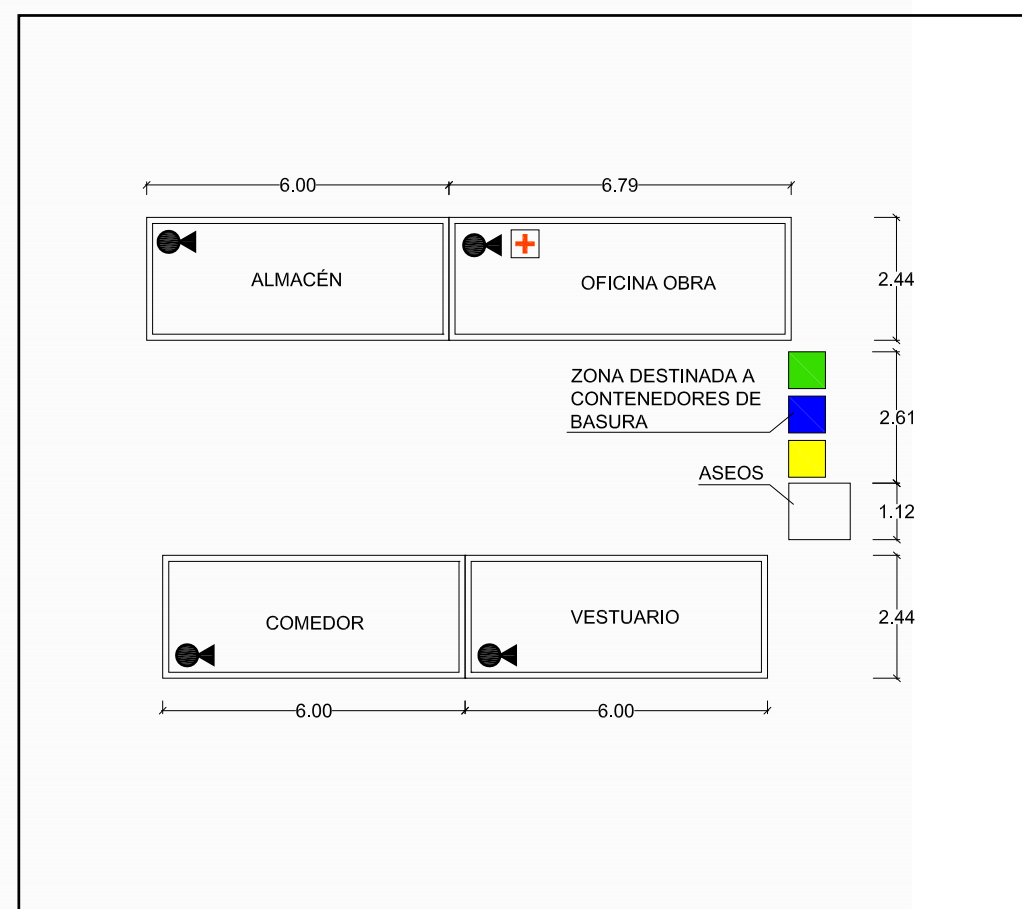 6.00
6.79
ALMACÉN
OFICINA OBRA
2.44
ZONA DESTINADA A
CONTENEDORES DE
BASURA
2.61
ASEOS
1.12
COMEDOR
VESTUARIO
2.44
6.00
6.00